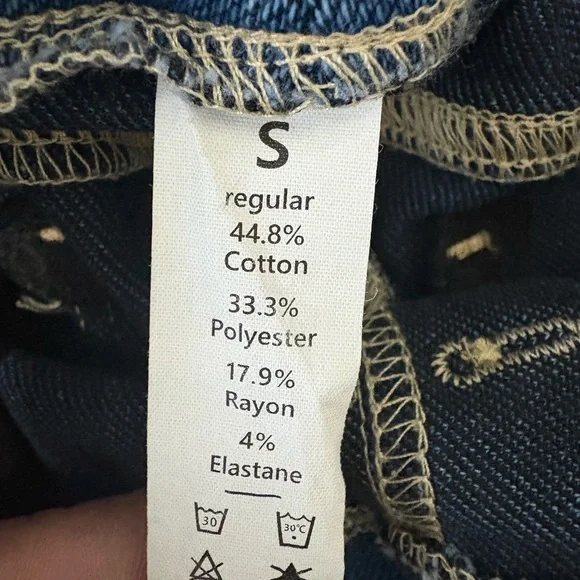 S
regular
44.8%
Cotton
33.3%
Polyester
17.9%
Rayon
4%
Elastane
30 30°C